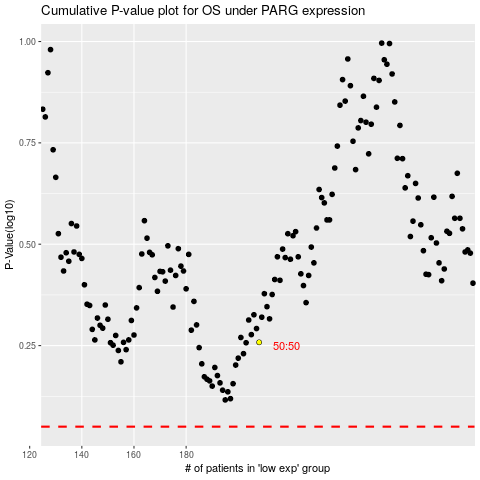 Cumulative P-value plot for OS under PARG expression
P-Value(log10)
1.00
0.75
0.50
0.25
50:50
120 140 160 180
# of patients in 'low exp' group